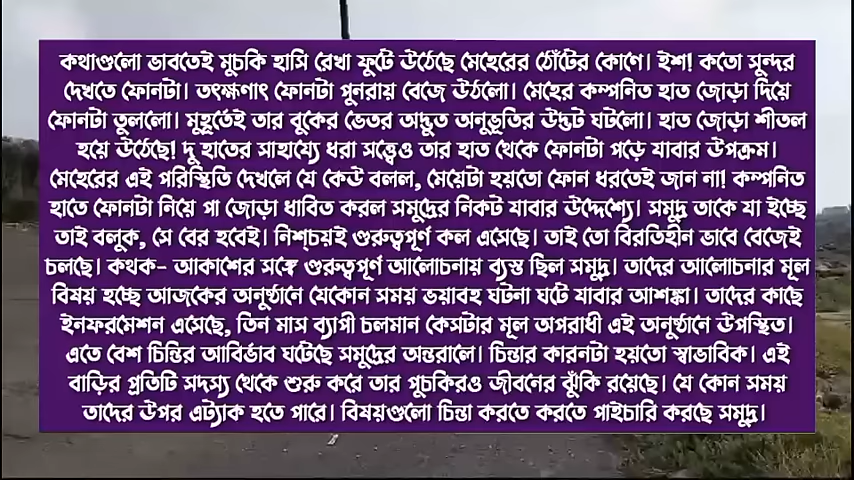 কথাগুলো ভাবতেই মুচকি হাসি রেখা ফুটে উঠেছে মেহেরের ঠোঁটের কোণে। ইশ! কতো সুন্দর
দেখতে ফোনটা। তৎক্ষণাৎ ফোনটা পুনরায় বেজে উঠলো। মেহের কম্পনিত হাত জোড়া দিয়ে
ফোনটা তুললো। মুহূর্তেই তার বুকের ভেতর অদ্ভুত অনুভূতির উদ্ভট ঘটলো। হাত জোড়া শীতল
হয়ে উঠেছে! দু হাতের সাহায্যে ধরা সত্ত্বেও তার হাত থেকে ফোনটা পড়ে যাবার উপক্রম।
মেহেরের এই পরিস্থিতি দেখলে যে কেউ বলল, মেয়েটা হয়তো ফোন ধরতেই জান না! কম্পনিত
হাতে ফোনটা নিয়ে পা জোড়া ধাবিত করল সমুদ্রের নিকট যাবার উদ্দেশ্যে। সমুদ্র তাকে যা ইচ্ছে
তাই বলুক, সে বের হবেই। নিশ্চয়ই গুরুত্বপূর্ণ কল এসেছে। তাই তো বিরতিহীন ভাবে বেজেই
চলছে। কথক- আকাশের সঙ্গে গুরুত্বপূর্ণ আলোচনায় ব্যস্ত ছিল সমুদ্র। তাদের আলোচনার মূল
বিষয় হচ্ছে আজকের অনুষ্ঠানে যেকোন সময় ভয়াবহ ঘটনা ঘটে যাবার আশঙ্কা। তাদের কাছে
ইনফরমেশন এসেছে, তিন মাস ব্যাপী চলমান কেসটার মূল অপরাধী এই অনুষ্ঠানে উপস্থিত।
এতে বেশ চিন্তির আবির্ভাব ঘটেছে সমুদ্রের অন্তরালে। চিন্তার কারনটা হয়তো স্বাভাবিক। এই
বাড়ির প্রতিটি সদস্য থেকে শুরু করে তার পুচকিরও জীবনের ঝুঁকি রয়েছে। যে কোন সময়
তাদের উপর এট্যাক হতে পারে। বিষয়গুলো চিন্তা করতে করতে পাইচারি করছে সমুদ্র।